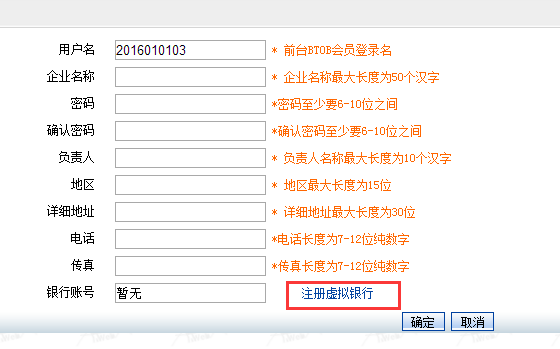 用户名 2016010103 * 前台BTOB会员登录名
企业名称 * 企业名称最大长度为50个汉字
密码 *密码至少要6-10位之间
确认密码 *确认密码至少要6-10位之间
负责人 * 负责人名称最大长度为10个汉字
地区 * 地区最大长度为15位
详细地址 * 详细地址最大长度为30位
电话 *电话长度为7-12位纯数字
传真 *传真长度为7-12位纯数字
银行账号 暂无 注册虚拟银行
确定 取消